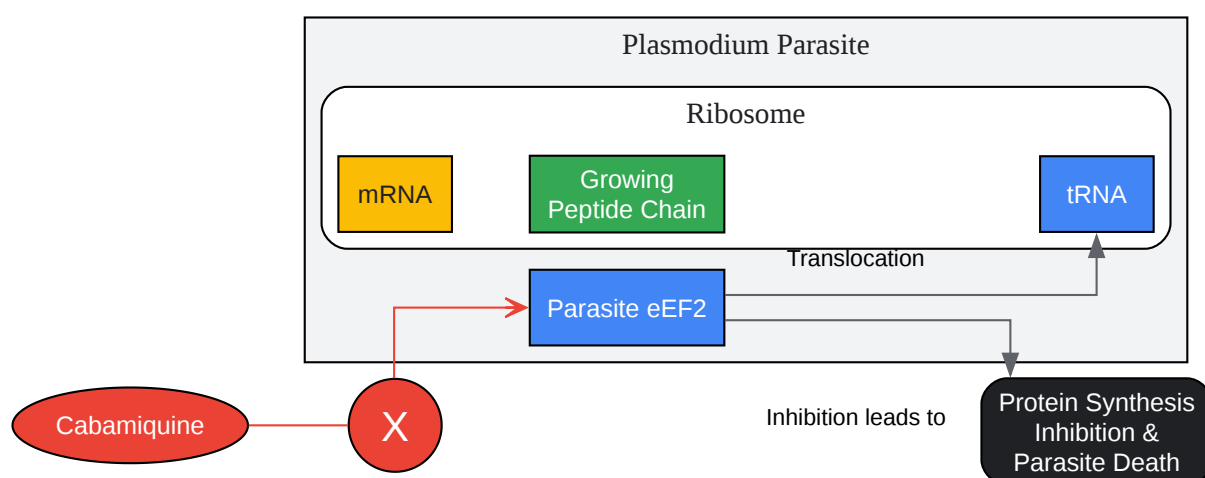 Plasmodium Parasite
Ribosome
mRNA
Growing
Peptide Chain
tRNA
Translocation
Parasite eEF2
Cabamiquine
X
Inhibition leads to
Protein Synthesis
Inhibition &
Parasite Death